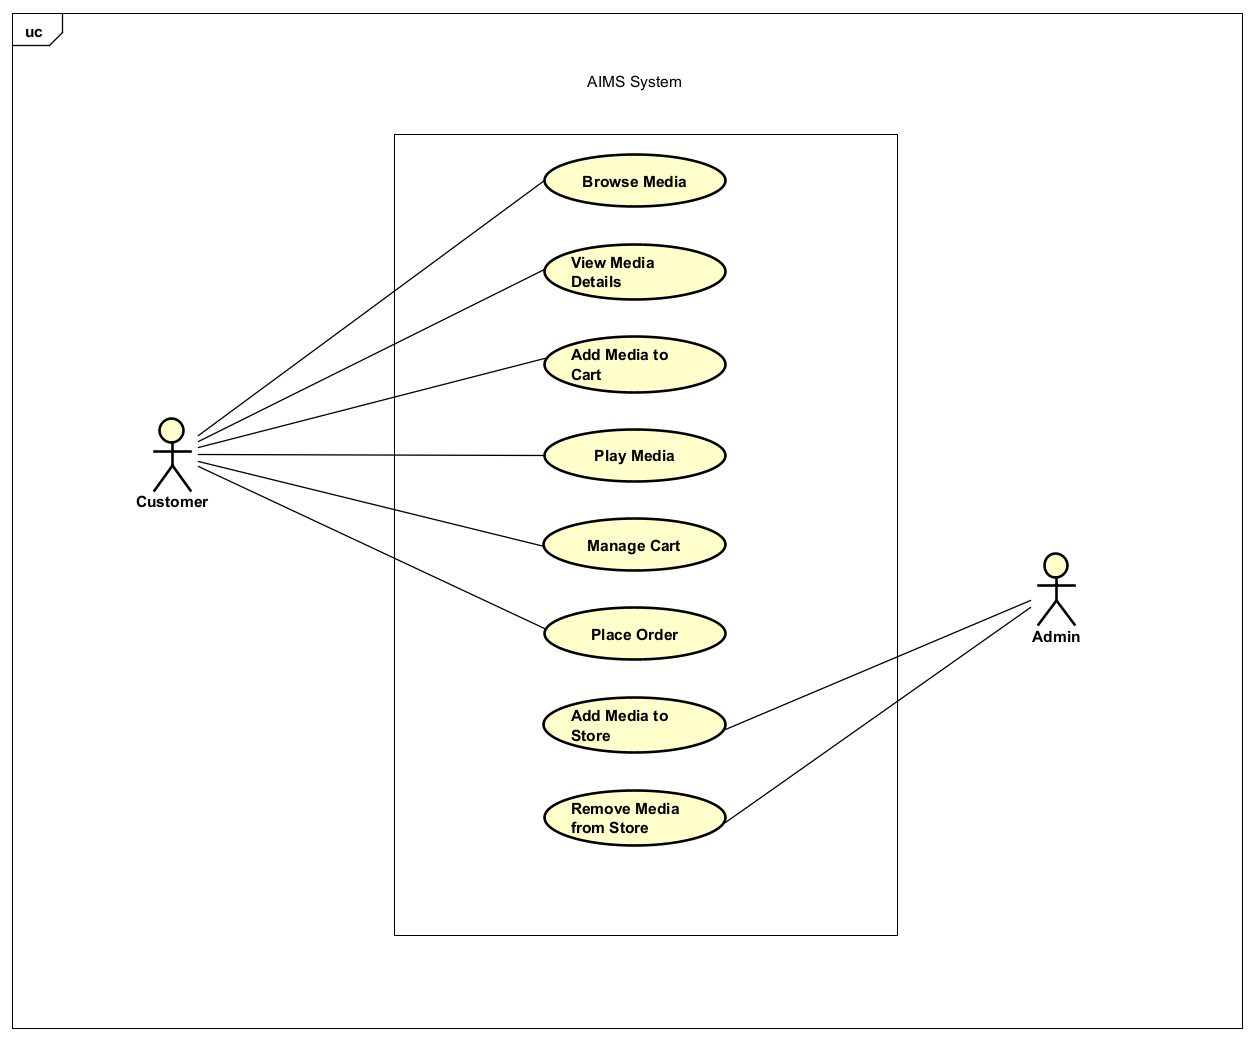 uc
AIMS System
Browse Media
View Media
Details
Add Media to
Cart
Play Media
Customer
Manage Cart
Place Order
Admin
Add Media to
Store
Remove Media
from Store